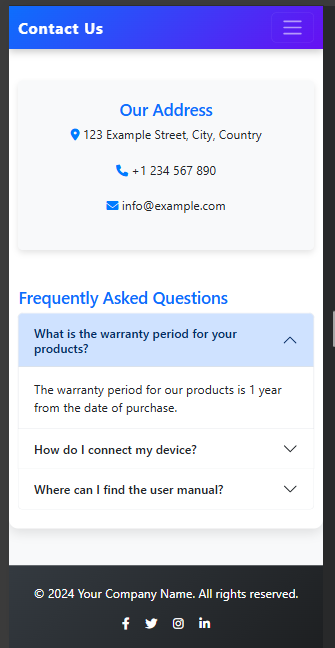 Contact Us
Our Address
123 Example Street, City, Country
+1 234 567 890
info@example.com
Frequently Asked Questions
What is the warranty period for your
products?
The warranty period for our products is 1 year
from the date of purchase.
How do I connect my device?
Where can I find the user manual?
© 2024 Your Company Name. All rights reserved.